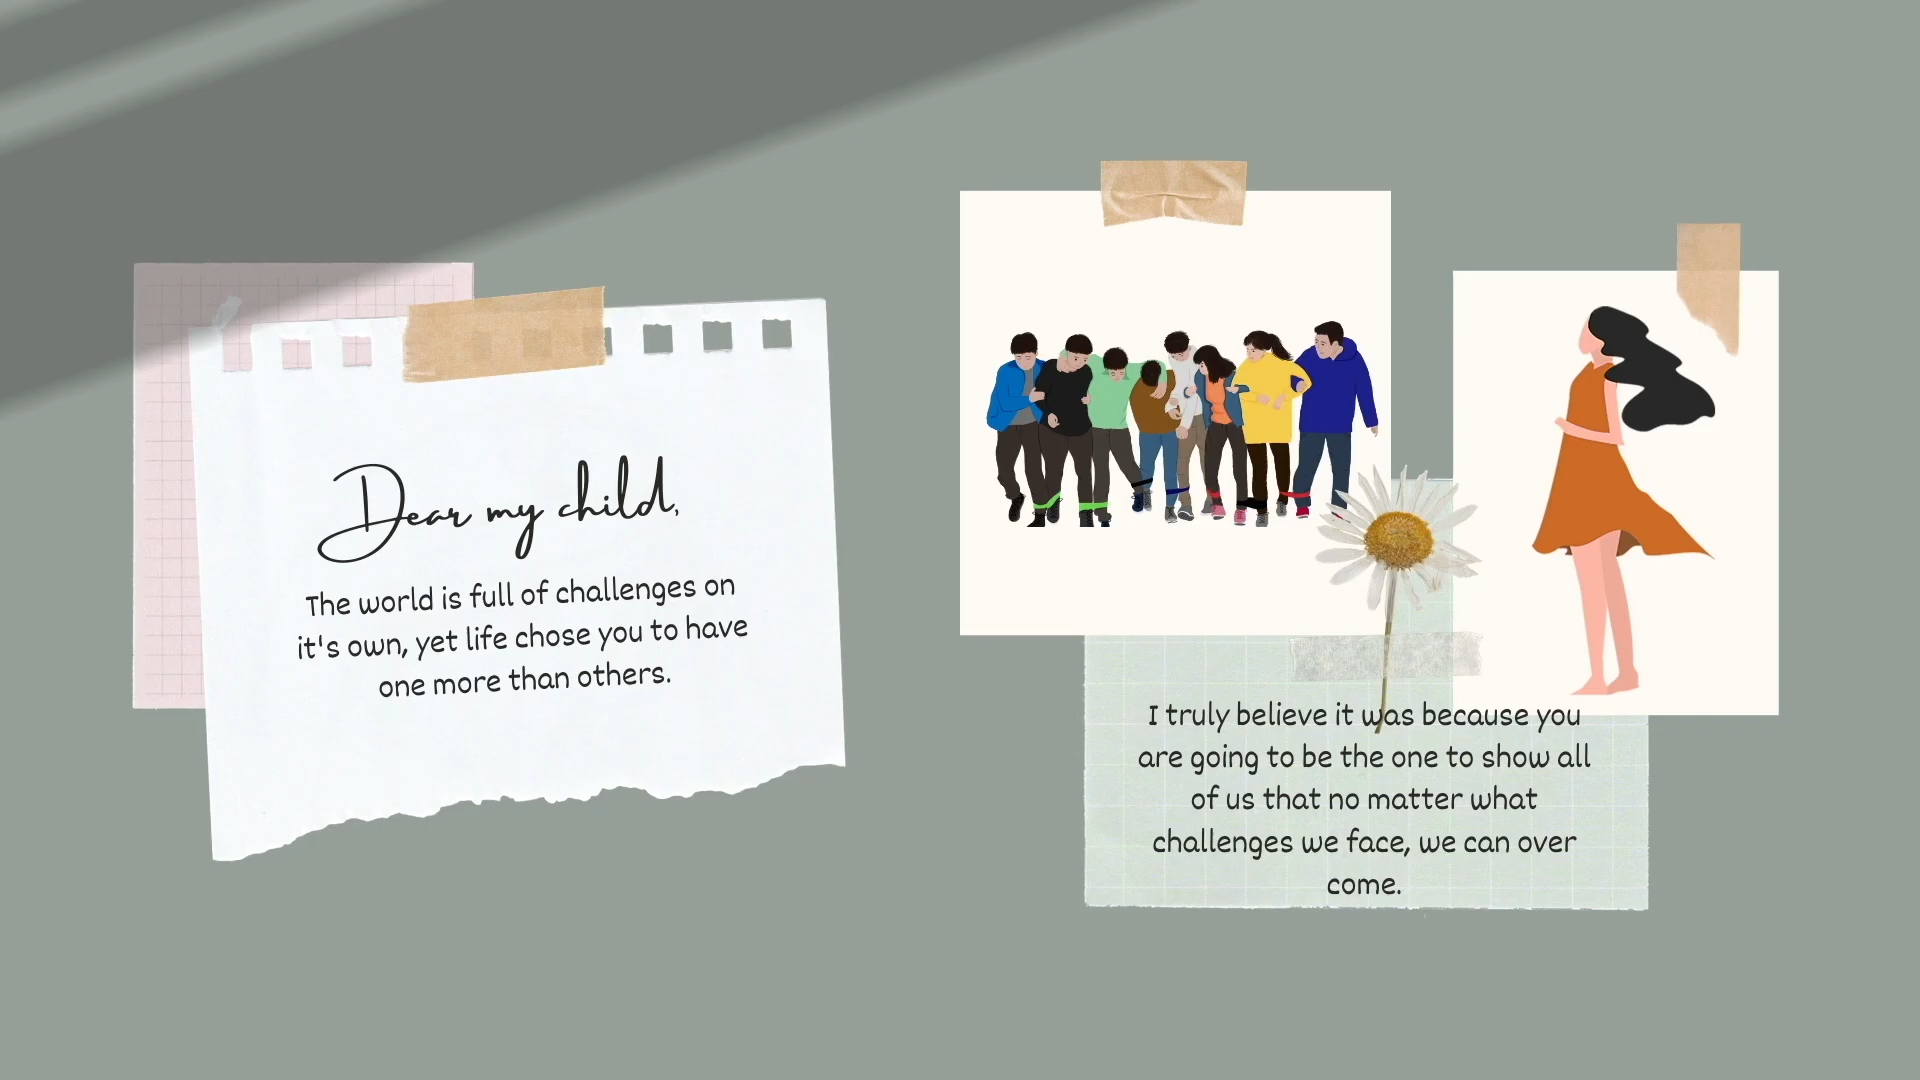 Dear my child,
The world is full of challenges on
it's own, yet life chose you to have
one more than others.
I truly believe it was because you
are going to be the one to show all
of us that no matter what
challenges we face, we can over
come.